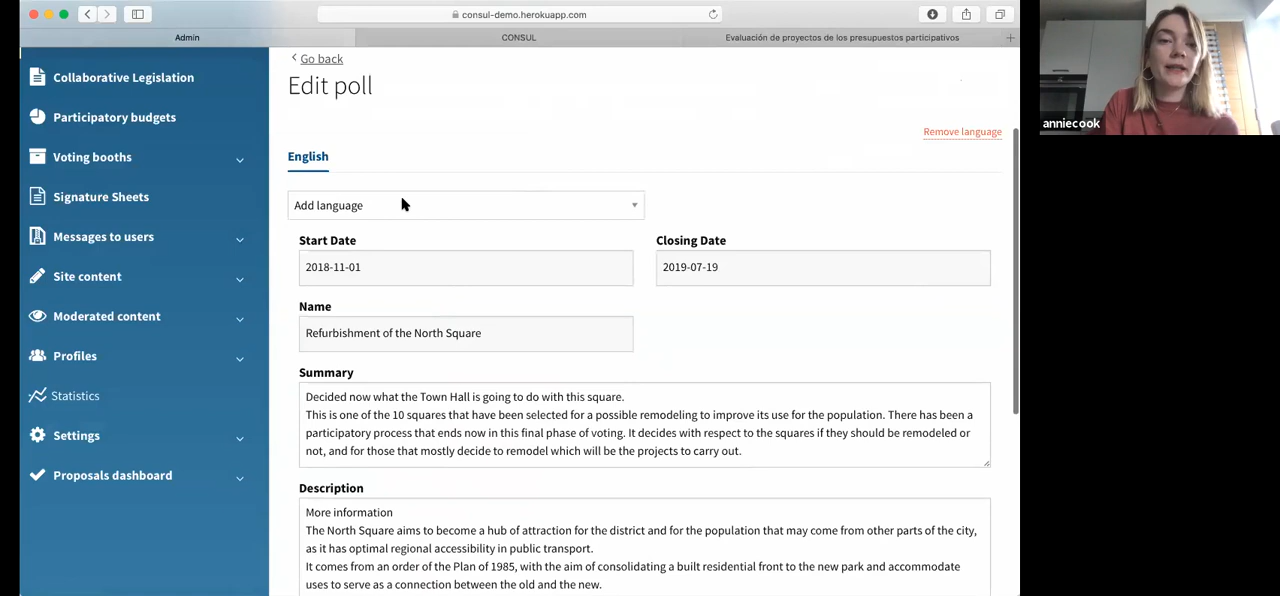 consul-demo.herokuapp.com
Admin
CONSUL
Evaluación de proyectos de los presupuestos participativos
Collaborative Legislation
Participatory budgets
Voting booths
Signature Sheets
Messages to users
Site content
Moderated content
Profiles
Statistics
Settings
Proposals dashboard
Go back
Edit poll
Remove language
English
Add language
Start Date
Closing Date
2018-11-01
2019-07-19
Name
Refurbishment of the North Square
Summary
Decided now what the Town Hall is going to do with this square.
This is one of the 10 squares that have been selected for a possible remodeling to improve its use for the population. There has been a
participatory process that ends now in this final phase of voting. It decides with respect to the squares if they should be remodeled or
not, and for those that mostly decide to remodel which will be the projects to carry out.
Description
More information
The North Square aims to become a hub of attraction for the district and for the population that may come from other parts of the city,
as it has optimal regional accessibility in public transport.
It comes from an order of the Plan of 1985, with the aim of consolidating a built residential front to the new park and accommodate
uses to serve as a connection between the old and the new.
anniecook